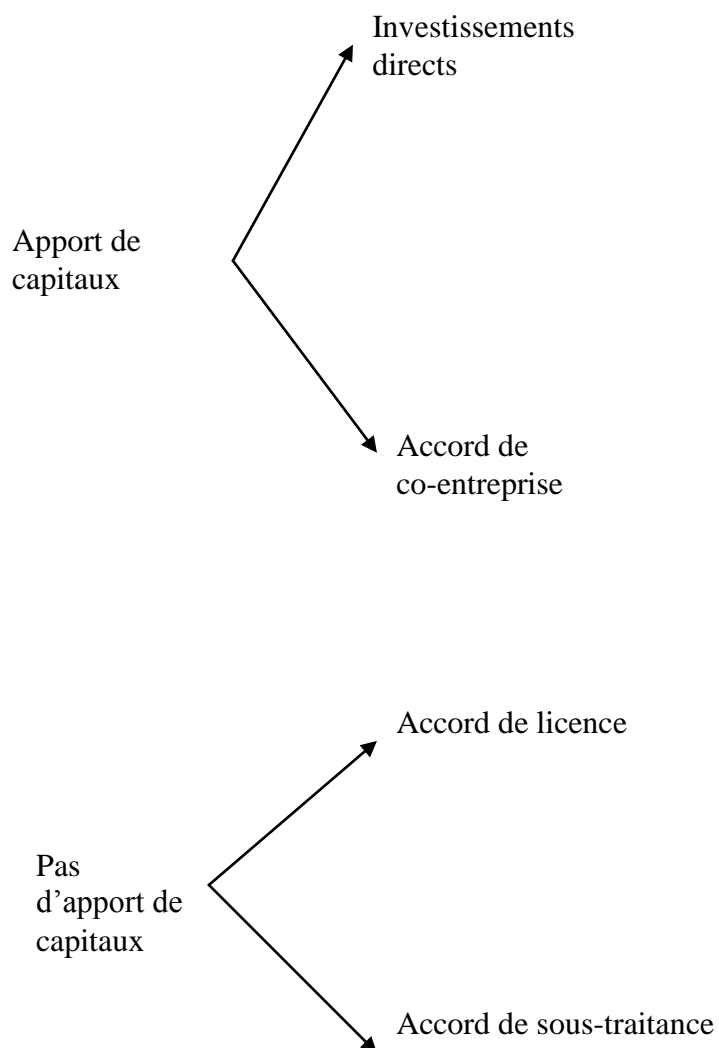 Investissements
directs
Apport de
capitaux
Accord de
co-entreprise
Accord de licence
Pas
d’apport de
capitaux
Accord de sous-traitance